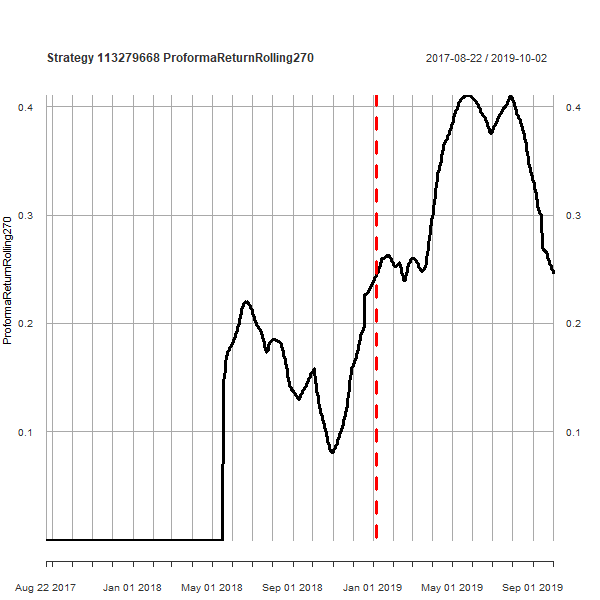 Strategy 113279668 ProformaReturnRolling270
2017-08-22 / 2019-10-02
ProformaReturnRolling270
0.4
0.3
0.2
0.1
0.4
0.3
0.2
0.1
Aug 22 2017
Jan 01 2018
May 01 2018
Sep 01 2018
Jan 01 2019
May 01 2019
Sep 01 2019